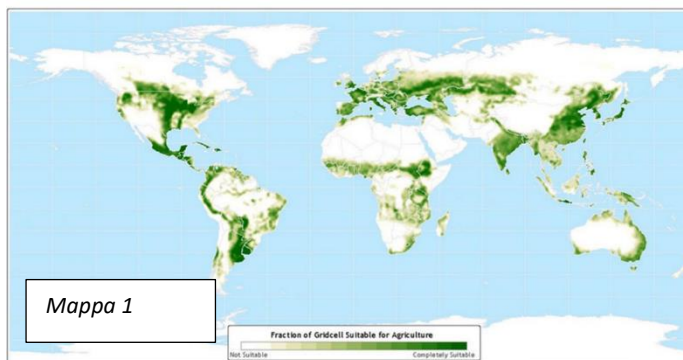 Mappa 1
Fraction of Gridcell Suitable for Agriculture
Not Suitable Completely Suitable